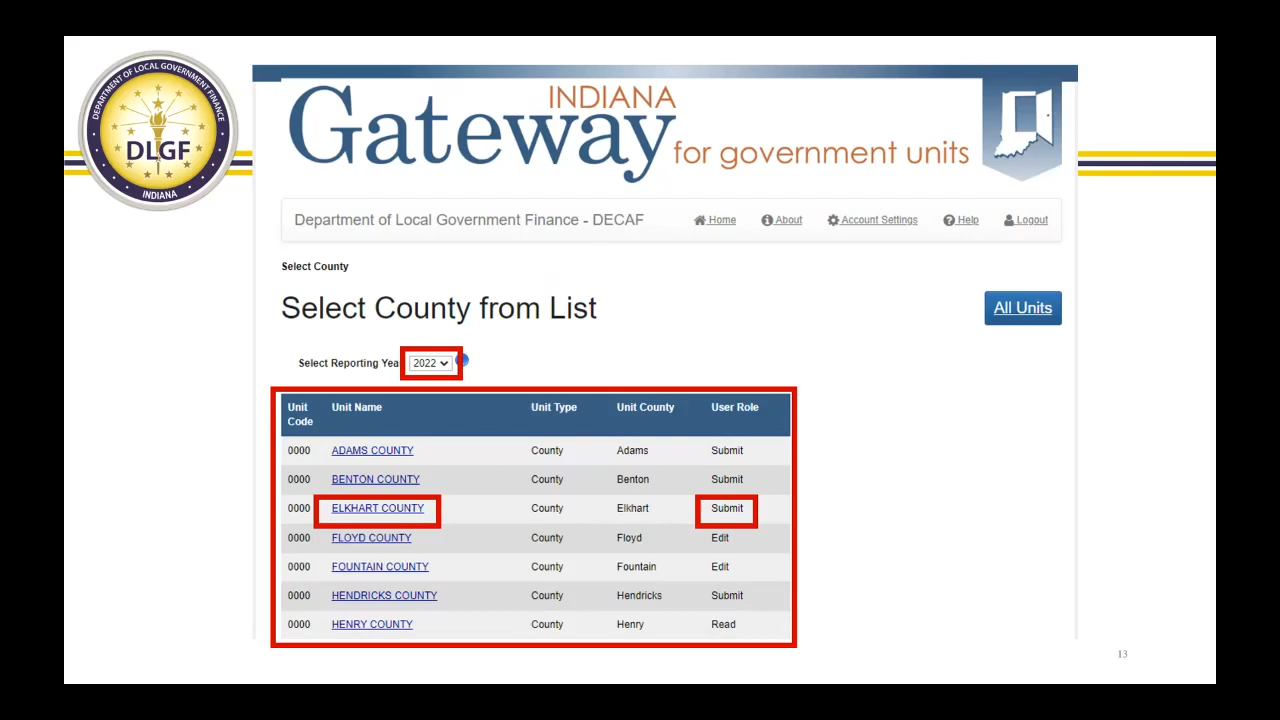 DEPARTMENT OF LOCAL GOVERNMENT FINANCE
DLGF
INDIANA
INDIANA
Gateway
for government units
Department of Local Government Finance - DECAF Home About Account Settings Help Logout
Select County
Select County from List
All Units
Select Reporting Yea 2022
Unit Code Unit Name Unit Type Unit County User Role
0000 ADAMS COUNTY County Adams Submit
0000 BENTON COUNTY County Benton Submit
0000 ELKHART COUNTY County Elkhart Submit
0000 FLOYD COUNTY County Floyd Edit
0000 FOUNTAIN COUNTY County Fountain Edit
0000 HENDRICKS COUNTY County Hendricks Submit
0000 HENRY COUNTY County Henry Read
13